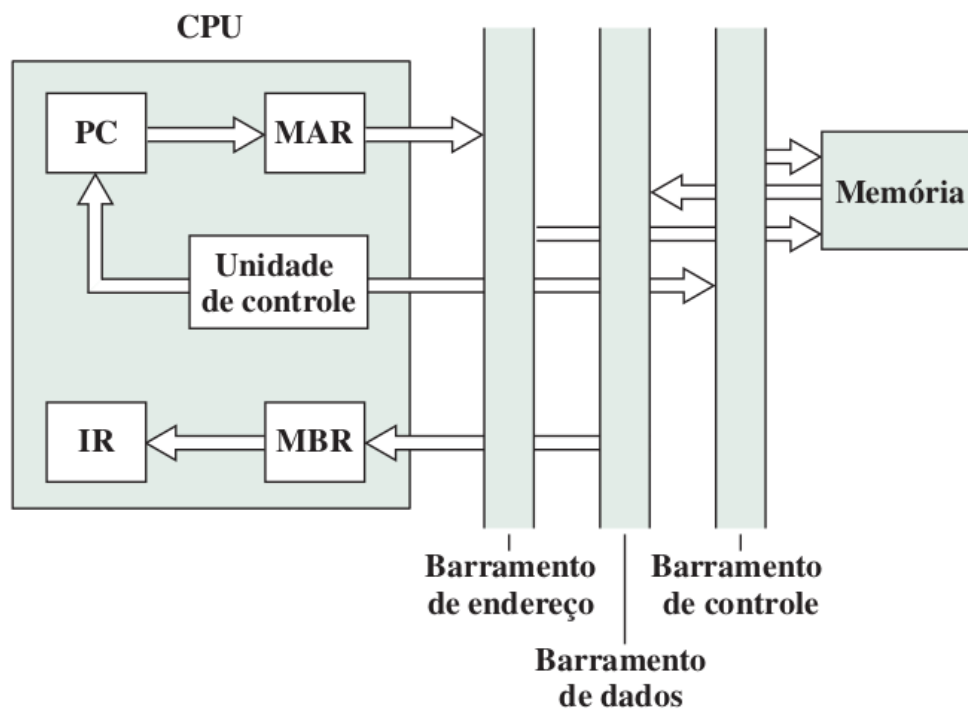 CPU
PC
MAR
Memória
Unidade
de controle
IR
MBR
Barramento
de endereço
Barramento
de controle
Barramento
de dados